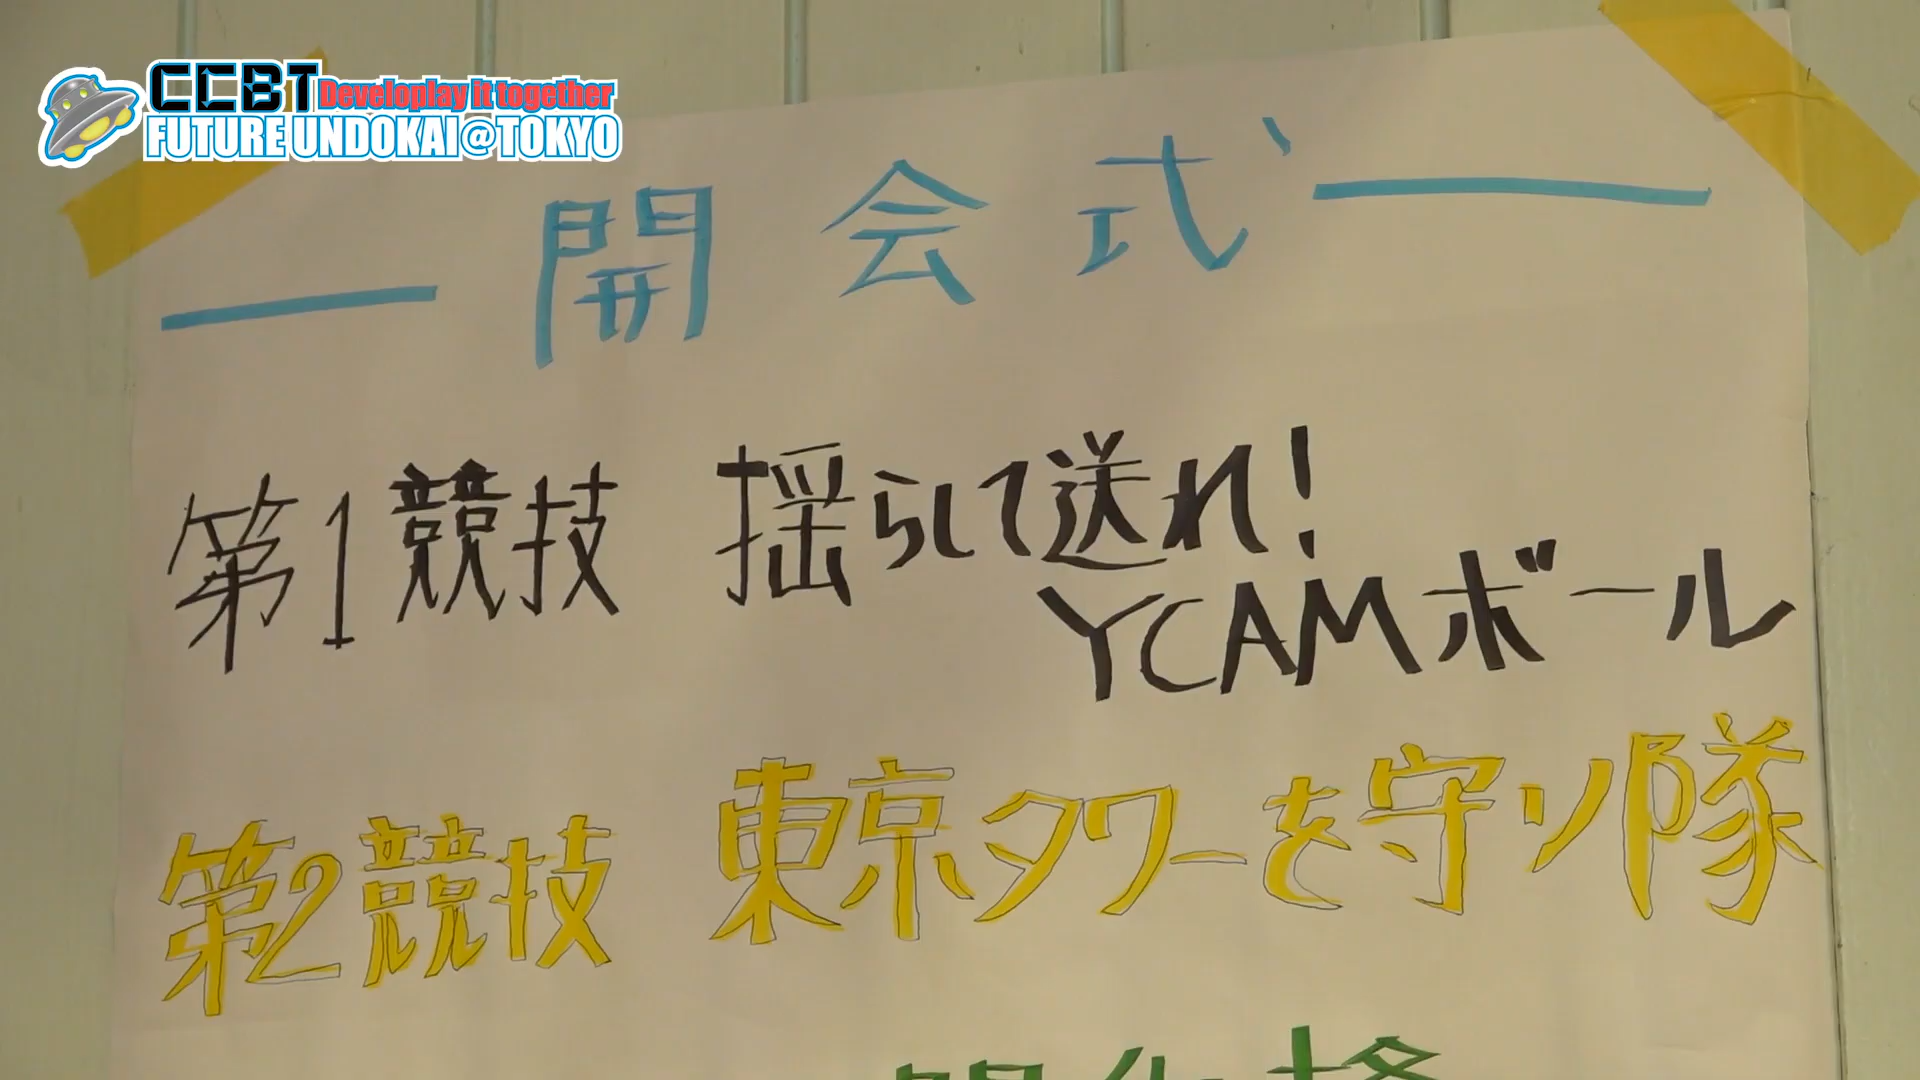 CCBT Developlay it together
FUTURE UNDOKAI@TOKYO
開会式
第1競技 揺らして送れ!
YCAMボール
第2競技 東京タワーを守り隊